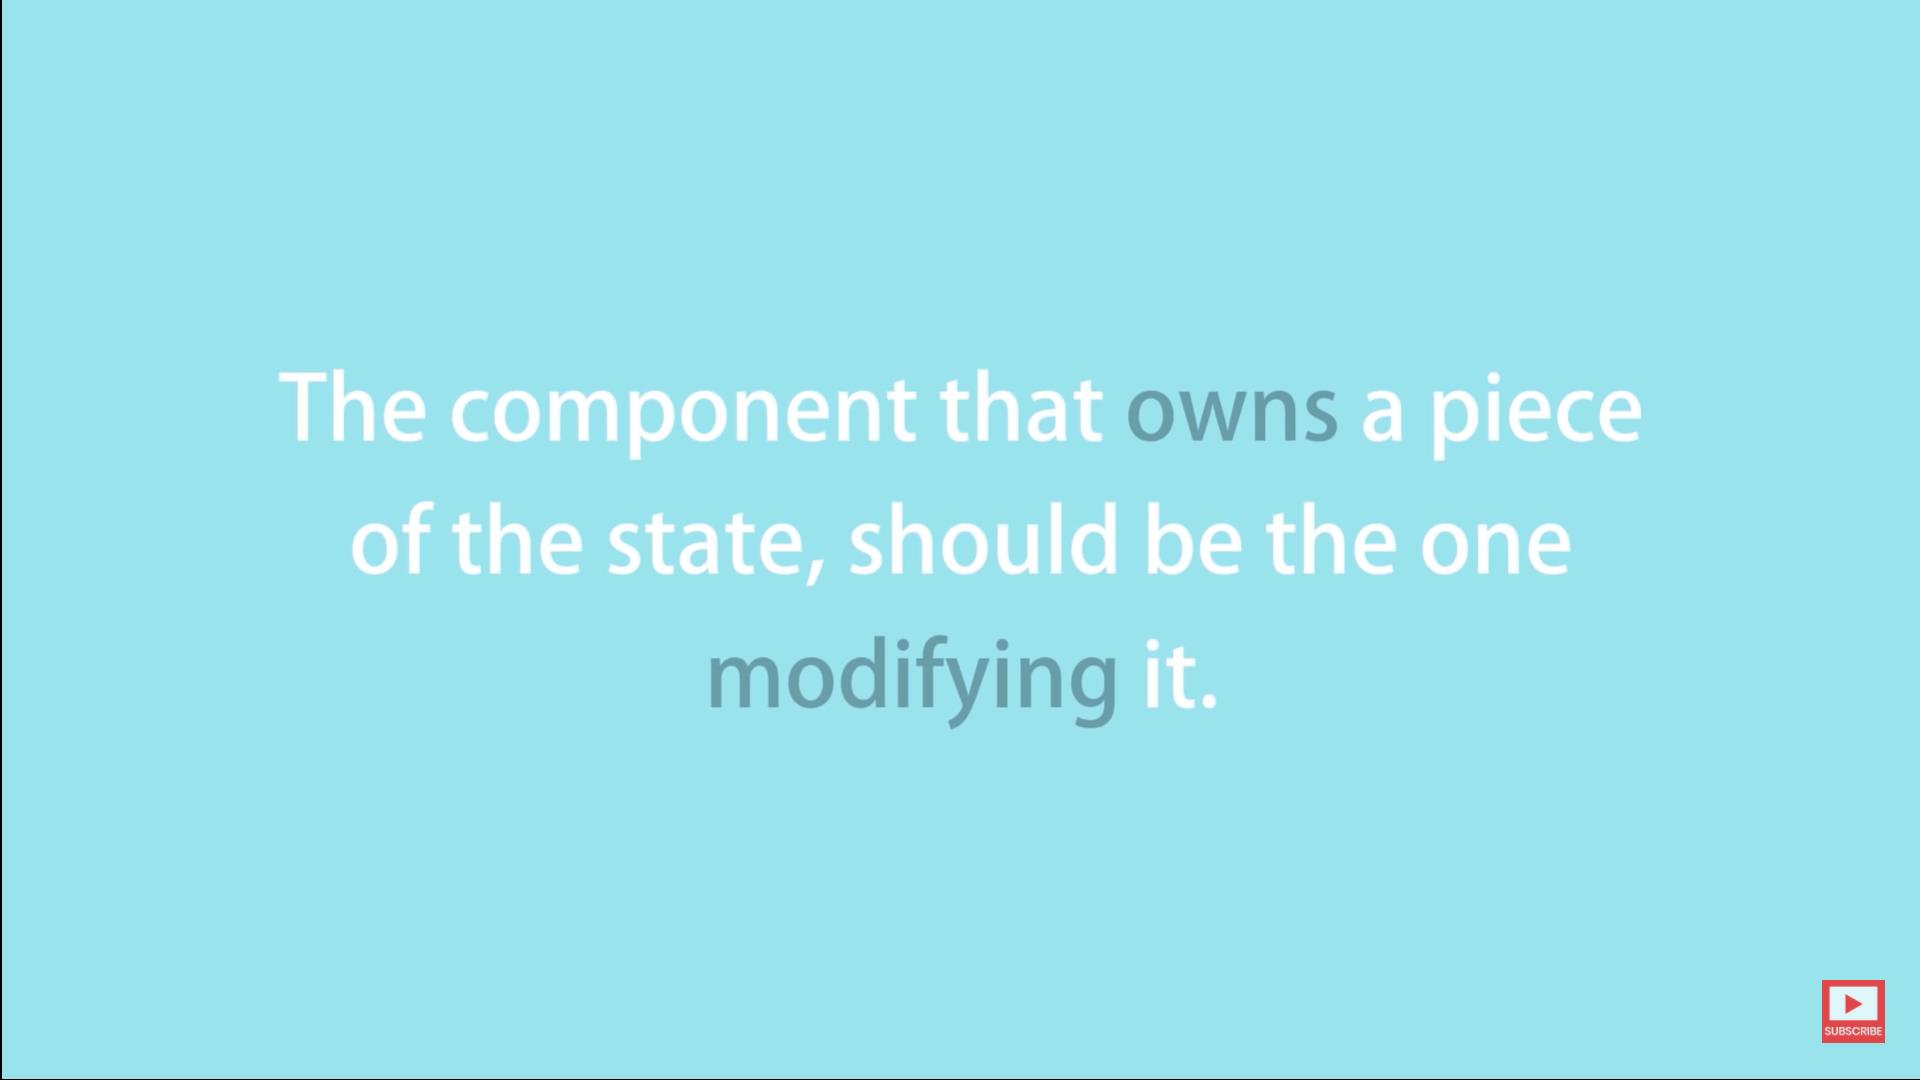 The component that owns a piece
of the state, should be the one
modifying it.
SUBSCRIBE